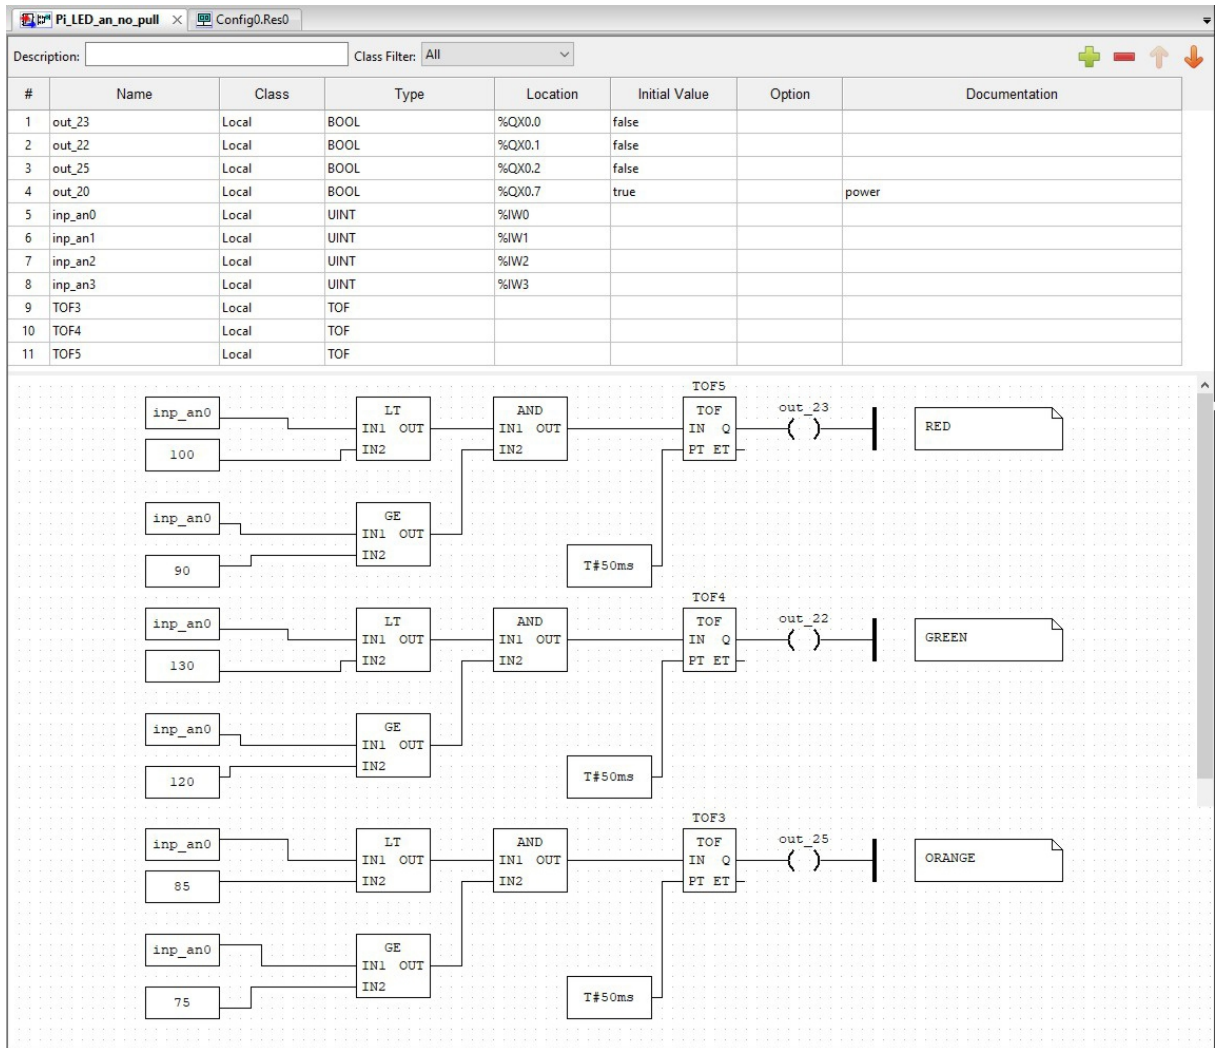 Pi_LED_an_no_pull Config0.Res0
Description: Class Filter: All
# Name Class Type Location Initial Value Option Documentation
1 out_23 Local BOOL %QX0.0 false
2 out_22 Local BOOL %QX0.1 false
3 out_25 Local BOOL %QX0.2 false
4 out_20 Local BOOL %QX0.7 true power
5 inp_an0 Local UINT %IW0
6 inp_an1 Local UINT %IW1
7 inp_an2 Local UINT %IW2
8 inp_an3 Local UINT %IW3
9 TOF3 Local TOF
10 TOF4 Local TOF
11 TOF5 Local TOF
TOF5
inp_an0 LT AND TOF out_23
IN1 OUT IN1 OUT IN Q ( ) RED
100 IN2 IN2 PT ET
inp_an0 GE
IN1 OUT
IN2
90 T#50ms
TOF4
inp_an0 LT AND TOF out_22
IN1 OUT IN1 OUT IN Q ( ) GREEN
130 IN2 IN2 PT ET
inp_an0 GE
IN1 OUT
IN2
120 T#50ms
TOF3
inp_an0 LT AND TOF out_25
IN1 OUT IN1 OUT IN Q ( ) ORANGE
85 IN2 IN2 PT ET
inp_an0 GE
IN1 OUT
IN2
75 T#50ms